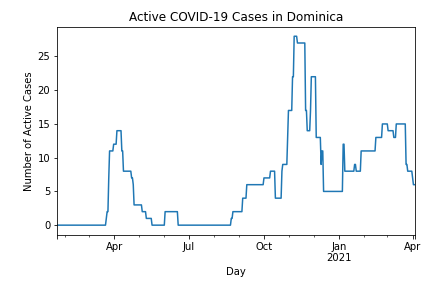 Active COVID-19 Cases in Dominica
Number of Active Cases
25
20
15
10
5
0
Apr
Jul
Oct
Jan
2021
Apr
Day